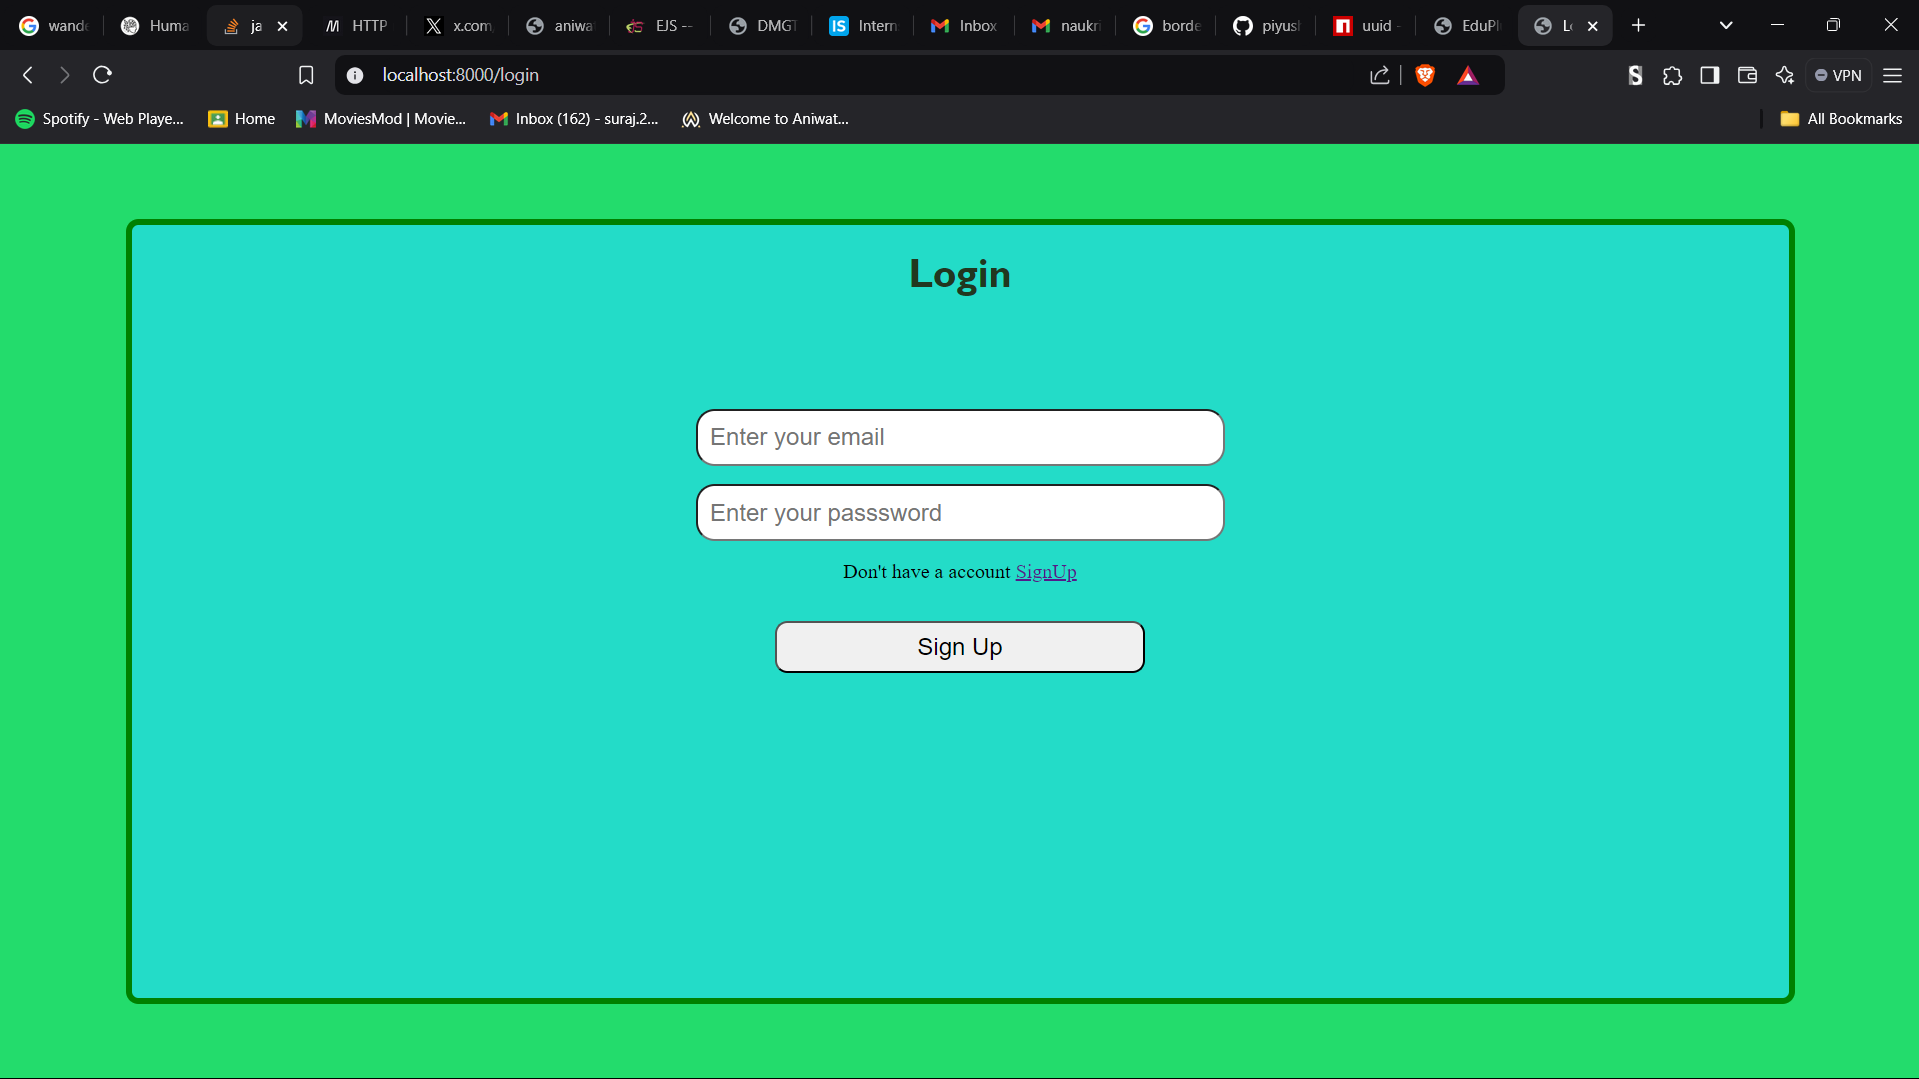 wande Huma ja HTTP x.com, aniwa EJS -- DMGT Intern Inbox naukri borde piyush uuid - EduPl Lo
localhost:8000/login VPN
Spotify - Web Playe... Home MoviesMod | Movie... Inbox (162) - suraj.2... Welcome to Aniwat... All Bookmarks
Login
Enter your email
Enter your passsword
Don't have a account SignUp
Sign Up